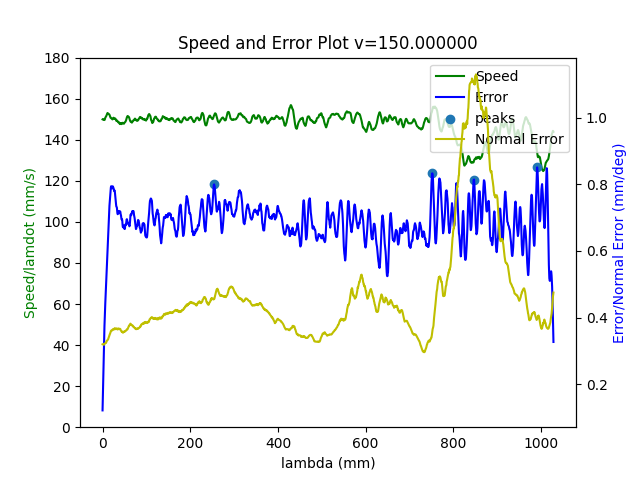 Speed and Error Plot v=150.000000
Speed/lamdot (mm/s)
180
160
140
120
100
80
60
40
20
0
0
200
400
600
800
1000
lambda (mm)
1.0
0.8
0.6
0.4
0.2
Error/Normal Error (mm/deg)
Speed
Error
peaks
Normal Error